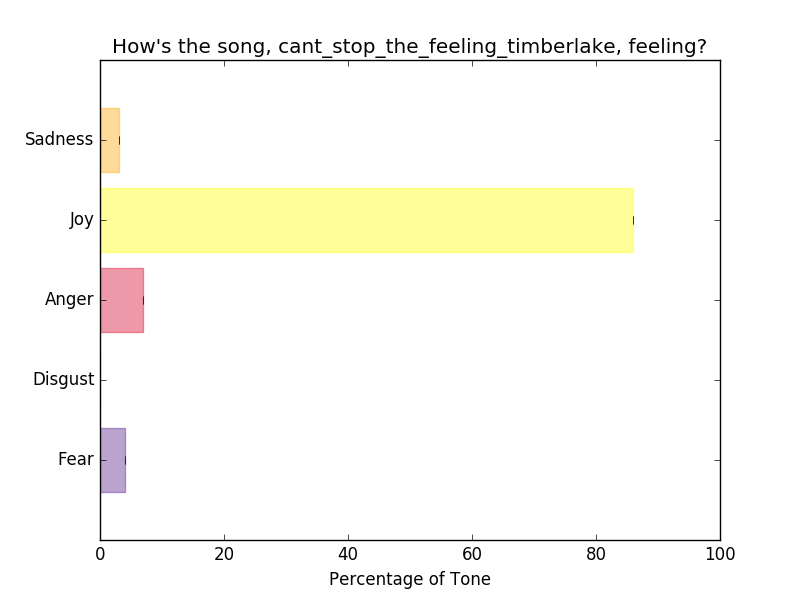 How's the song, cant_stop_the_feeling_timberlake, feeling?
Sadness
Joy
Anger
Disgust
Fear
0 20 40 60 80 100
Percentage of Tone